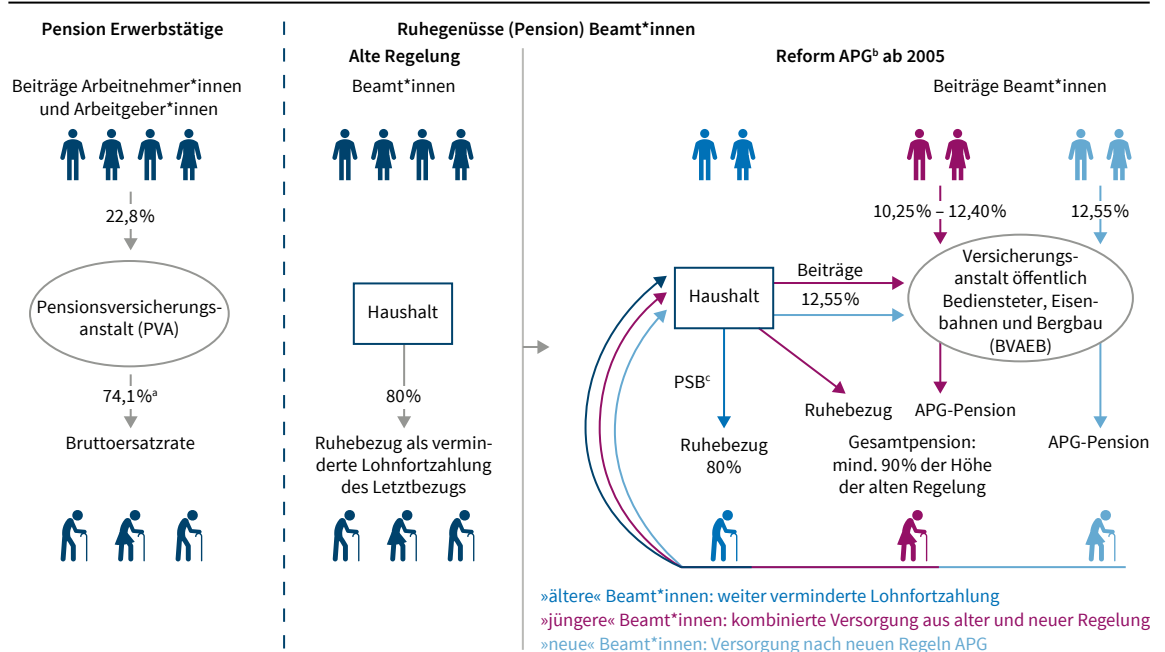 Pension Erwerbstätige
Beiträge Arbeitnehmer*innen
und Arbeitgeber*innen
22,8%
Pensionsversicherungs-
anstalt (PVA)
74,1%ᵃ
Bruttoersatzrate
Ruhegenüsse (Pension) Beamt*innen
Alte Regelung
Beamt*innen
Haushalt
80%
Ruhebezug als vermin-
derte Lohnfortzahlung
des Letztbezugs
Reform APGᵇ ab 2005
Beiträge Beamt*innen
10,25% – 12,40%
12,55%
Haushalt
Beiträge
12,55%
Versicherungs-
anstalt öffentlich
Bediensteter, Eisen-
bahnen und Bergbau
(BVAEB)
PSBᶜ
Ruhebezug
80%
Ruhebezug
APG-Pension
Gesamtpension:
mind. 90% der Höhe
der alten Regelung
APG-Pension
»ältere« Beamt*innen: weiter verminderte Lohnfortzahlung
»jüngere« Beamt*innen: kombinierte Versorgung aus alter und neuer Regelung
»neue« Beamt*innen: Versorgung nach neuen Regeln APG